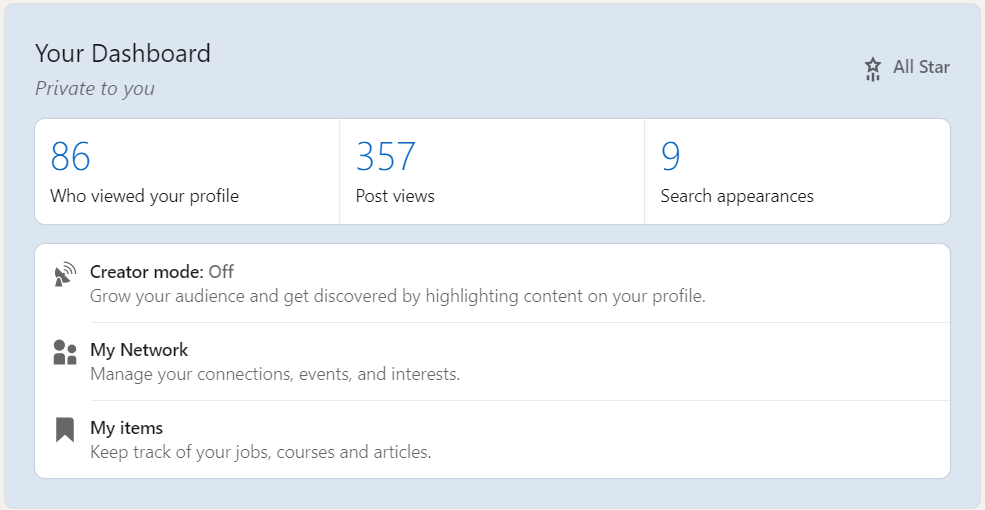 Your Dashboard
Private to you
All Star
86
Who viewed your profile
357
Post views
9
Search appearances
Creator mode: Off
Grow your audience and get discovered by highlighting content on your profile.
My Network
Manage your connections, events, and interests.
My items
Keep track of your jobs, courses and articles.